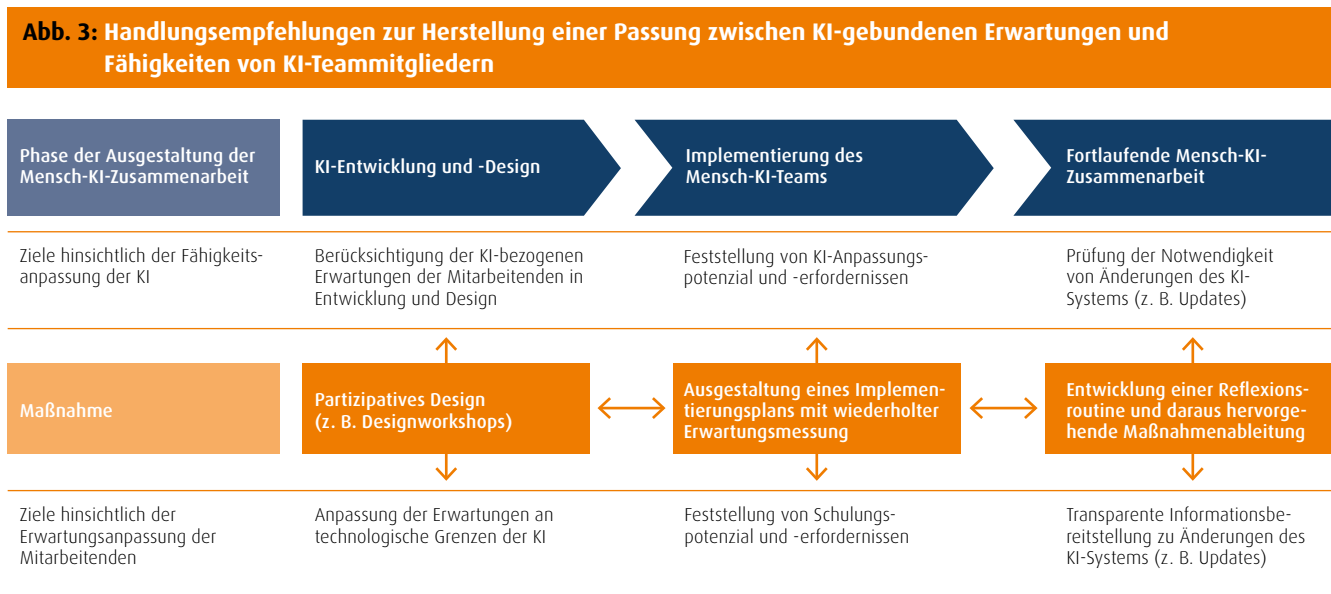 Abb. 3: Handlungsempfehlungen zur Herstellung einer Passung zwischen KI-gebundenen Erwartungen und
Fähigkeiten von KI-Teammitgliedern
Phase der Ausgestaltung der
Mensch-KI-Zusammenarbeit
KI-Entwicklung und -Design
Implementierung des
Mensch-KI-Teams
Fortlaufende Mensch-KI-
Zusammenarbeit
Ziele hinsichtlich der Fähigkeits-
anpassung der KI
Berücksichtigung der KI-bezogenen
Erwartungen der Mitarbeitenden in
Entwicklung und Design
Feststellung von KI-Anpassungs-
potenzial und -erfordernissen
Prüfung der Notwendigkeit
von Änderungen des KI-
Systems (z. B. Updates)
Maßnahme
Partizipatives Design
(z. B. Designworkshops)
Ausgestaltung eines Implemen-
tierungsplans mit wiederholter
Erwartungsmessung
Entwicklung einer Reflexions-
routine und daraus hervorge-
hende Maßnahmenableitung
Ziele hinsichtlich der
Erwartungsanpassung der
Mitarbeitenden
Anpassung der Erwartungen an
technologische Grenzen der KI
Feststellung von Schulungs-
potenzial und -erfordernissen
Transparente Informationsbe-
reitstellung zu Änderungen des
KI-Systems (z. B. Updates)